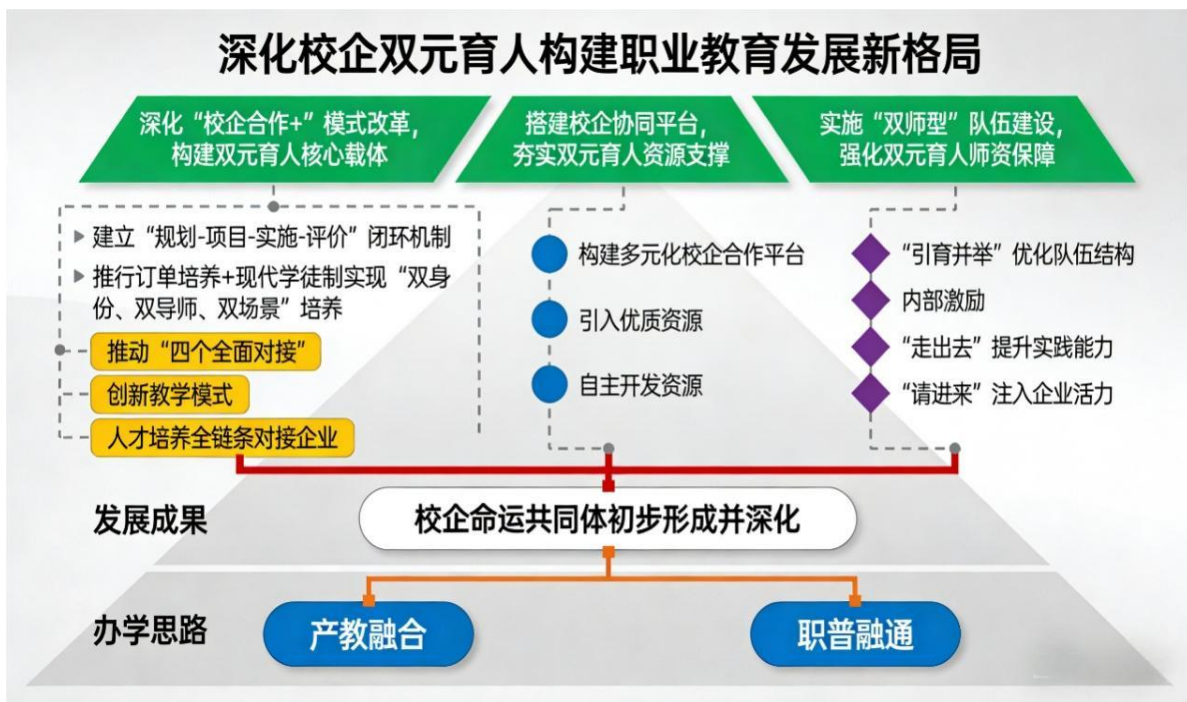 深化校企双元育人构建职业教育发展新格局
深化“校企合作+”模式改革，
构建双元育人核心载体
搭建校企协同平台，
夯实双元育人资源支撑
实施“双师型”队伍建设，
强化双元育人师资保障
建立“规划-项目-实施-评价”闭环机制
推行订单培养+现代学徒制实现“双身
份、双导师、双场景”培养
推动“四个全面对接”
创新教学模式
人才培养全链条对接企业
构建多元化校企合作平台
引入优质资源
自主开发资源
“引育并举”优化队伍结构
内部激励
“走出去”提升实践能力
“请进来”注入企业活力
发展成果
校企命运共同体初步形成并深化
办学思路
产教融合
职普融通